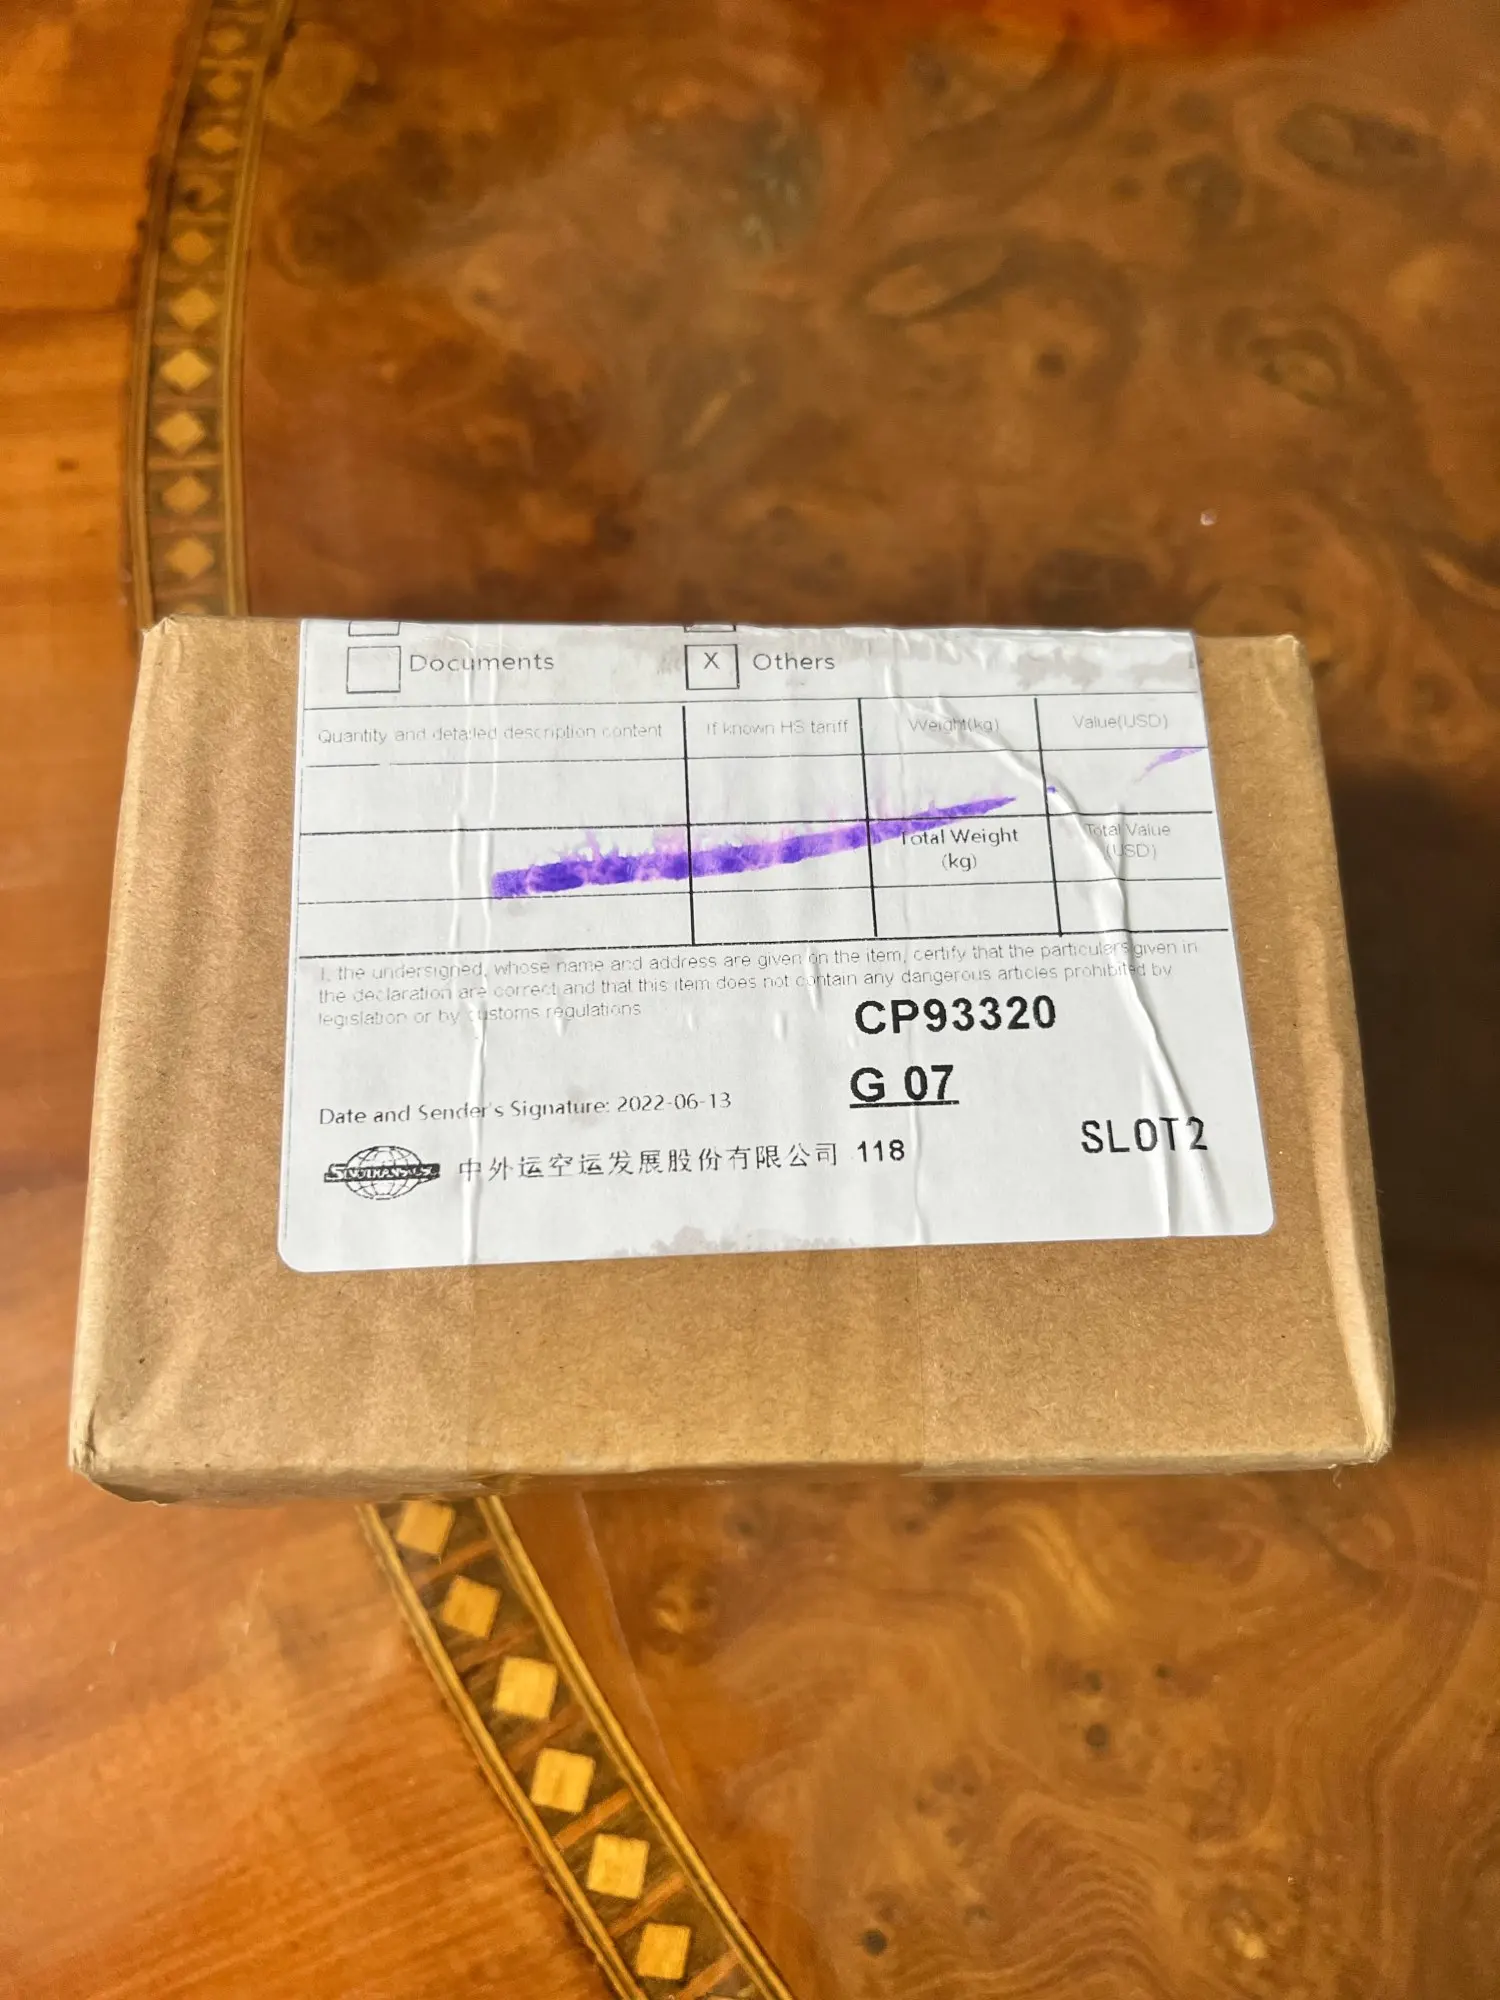 Documents
X Others
Quantity and detailed description content If known HS tariff Weight(kg) Value(USD)
Total Weight (kg) Total Value (USD)
I, the undersigned, whose name and address are given on the item, certify that the particulars given in
the declaration are correct and that this item does not contain any dangerous articles prohibited by
legislation or by customs regulations
CP93320
G 07
Date and Sender's Signature: 2022-06-13
SLOT2
SINOTRANS 中外运空运发展股份有限公司 118